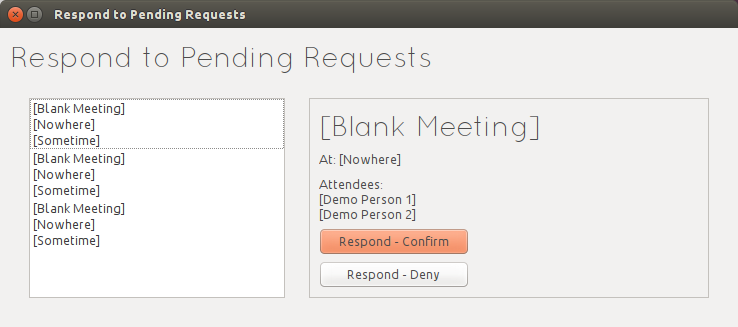 Respond to Pending Requests
Respond to Pending Requests
[Blank Meeting]
[Nowhere]
[Sometime]
[Blank Meeting]
[Nowhere]
[Sometime]
[Blank Meeting]
[Nowhere]
[Sometime]
[Blank Meeting]
At: [Nowhere]
Attendees:
[Demo Person 1]
[Demo Person 2]
Respond - Confirm
Respond - Deny